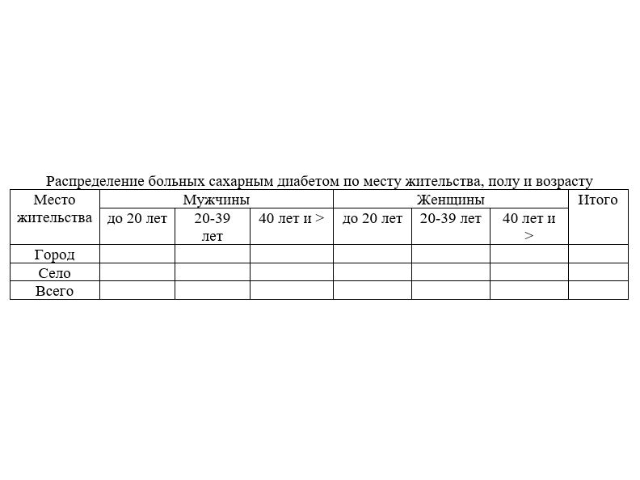 Распределение больных сахарным диабетом по месту жительства, полу и возрасту
Место Мужчины Женщины Итого
жительства до 20 лет 20-39 40 лет и > до 20 лет 20-39 лет 40 лет и
лет >
Город
Село
Всего